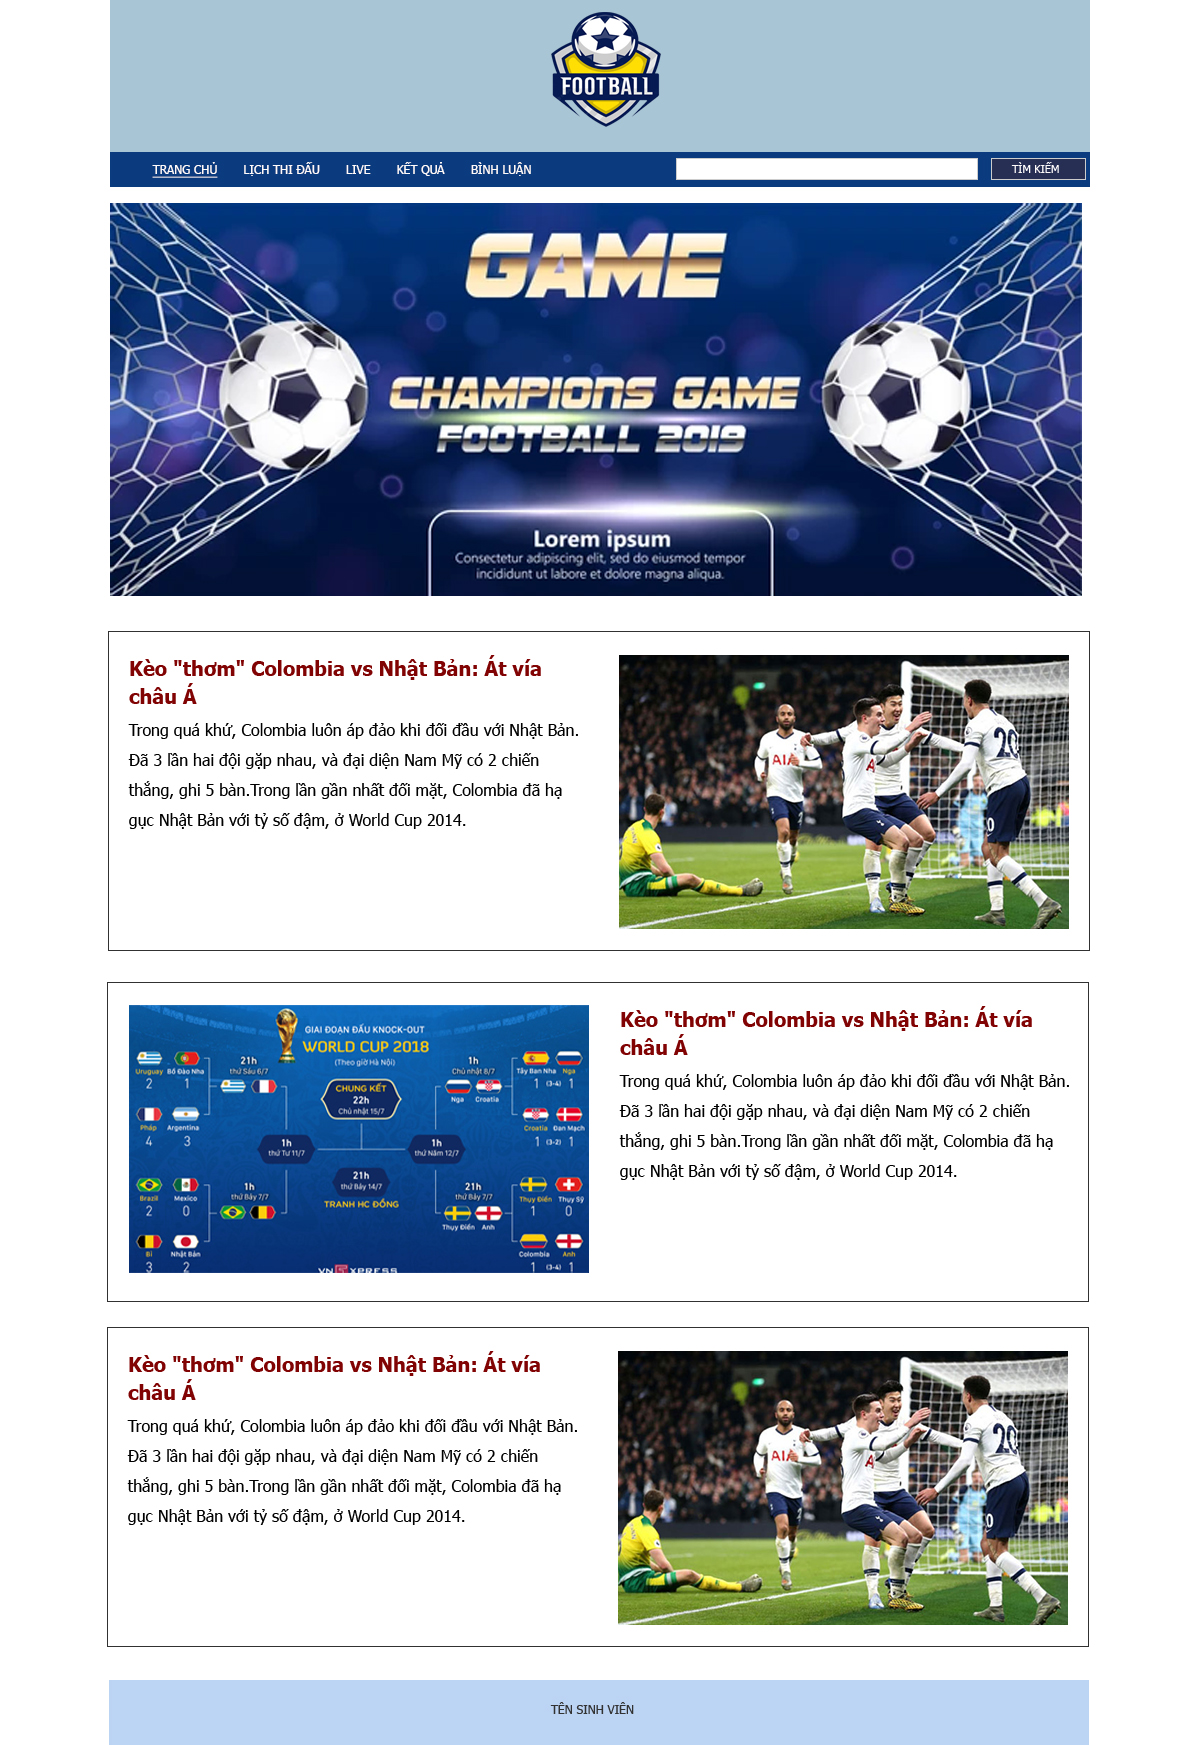 FOOTBALL
TRANG CHỦ LỊCH THI ĐẤU LIVE KẾT QUẢ BÌNH LUẬN TÌM KIẾM
GAME
CHAMPIONS GAME
FOOTBALL 2019
Lorem ipsum
Consectetur adipiscing elit, sed do eiusmod tempor
incididunt ut labore et dolore magna aliqua.
Kèo "thơm" Colombia vs Nhật Bản: Át vía
châu Á
Trong quá khứ, Colombia luôn áp đảo khi đối đầu với Nhật Bản.
Đã 3 lần hai đội gặp nhau, và đại diện Nam Mỹ có 2 chiến
thắng, ghi 5 bàn.Trong lần gần nhất đối mặt, Colombia đã hạ
gục Nhật Bản với tỷ số đậm, ở World Cup 2014.
AIA
20
GIAI ĐOẠN ĐẤU KNOCK-OUT
WORLD CUP 2018
(Theo giờ Hà Nội)
21h
thứ Sáu 6/7
1h
Chủ nhật 8/7
Uruguay Bồ Đào Nha
2 1
Tây Ban Nha Nga
1 (3-4) 1
CHUNG KẾT
22h
Chủ nhật 15/7
Nga Croatia
Pháp Argentina
4 3
Croatia Đan Mạch
1 (3-2) 1
1h
thứ Tư 11/7
1h
thứ Năm 12/7
21h
thứ Bảy 14/7
TRANH HC ĐỒNG
1h
thứ Bảy 7/7
21h
thứ Bảy 7/7
Brazil Mexico
2 0
Thụy Điển Thụy Sỹ
1 0
Thụy Điển Anh
Bỉ Nhật Bản
3 2
Colombia Anh
1 (3-4) 1
VNEXPRESS
Kèo "thơm" Colombia vs Nhật Bản: Át vía
châu Á
Trong quá khứ, Colombia luôn áp đảo khi đối đầu với Nhật Bản.
Đã 3 lần hai đội gặp nhau, và đại diện Nam Mỹ có 2 chiến
thắng, ghi 5 bàn.Trong lần gần nhất đối mặt, Colombia đã hạ
gục Nhật Bản với tỷ số đậm, ở World Cup 2014.
Kèo "thơm" Colombia vs Nhật Bản: Át vía
châu Á
Trong quá khứ, Colombia luôn áp đảo khi đối đầu với Nhật Bản.
Đã 3 lần hai đội gặp nhau, và đại diện Nam Mỹ có 2 chiến
thắng, ghi 5 bàn.Trong lần gần nhất đối mặt, Colombia đã hạ
gục Nhật Bản với tỷ số đậm, ở World Cup 2014.
AIA
20
TÊN SINH VIÊN